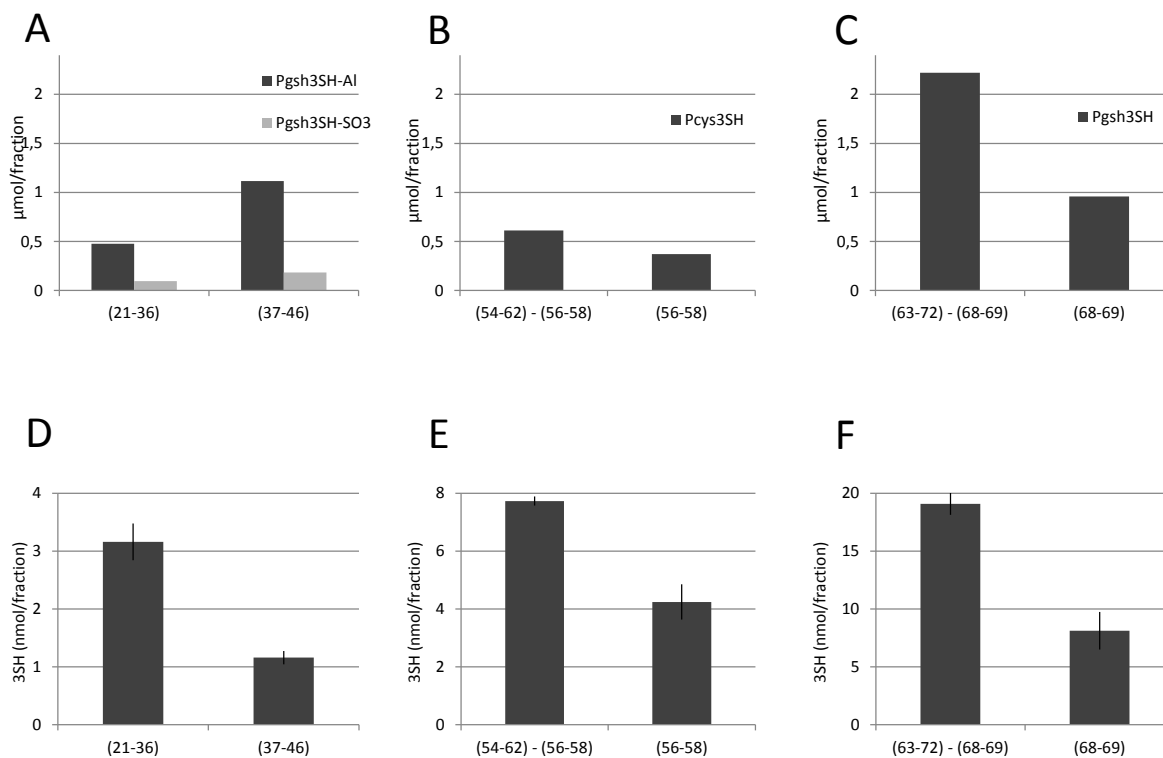 A
B
C
Pgsh3SH-Al
Pgsh3SH-SO3
µmol/fraction
2
1,5
1
0,5
0
(21-36)
(37-46)
Pcys3SH
µmol/fraction
2
1,5
1
0,5
0
(54-62) - (56-58)
(56-58)
Pgsh3SH
µmol/fraction
2
1,5
1
0,5
0
(63-72) - (68-69)
(68-69)
D
E
F
3SH (nmol/fraction)
4
3
2
1
0
(21-36)
(37-46)
3SH (nmol/fraction)
8
6
4
2
0
(54-62) - (56-58)
(56-58)
3SH (nmol/fraction)
20
15
10
5
0
(63-72) - (68-69)
(68-69)